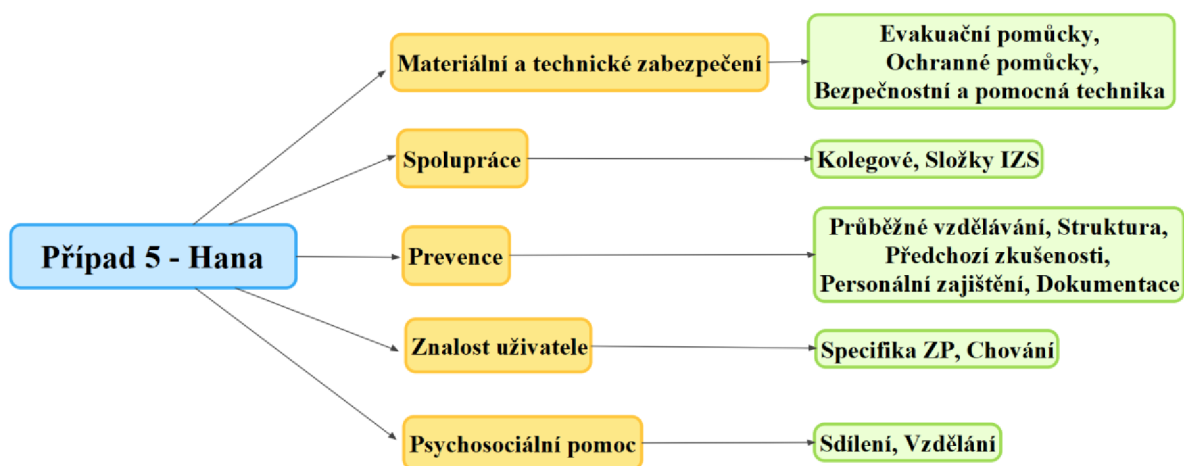 Případ 5 - Hana
Materiální a technické zabezpečení
Evakuační pomůcky,
Ochranné pomůcky,
Bezpečnostní a pomocná technika
Spolupráce
Kolegové, Složky IZS
Prevence
Průběžné vzdělávání, Struktura,
Předchozí zkušenosti,
Personální zajištění, Dokumentace
Znalost uživatele
Specifika ZP, Chování
Psychosociální pomoc
Sdílení, Vzdělání